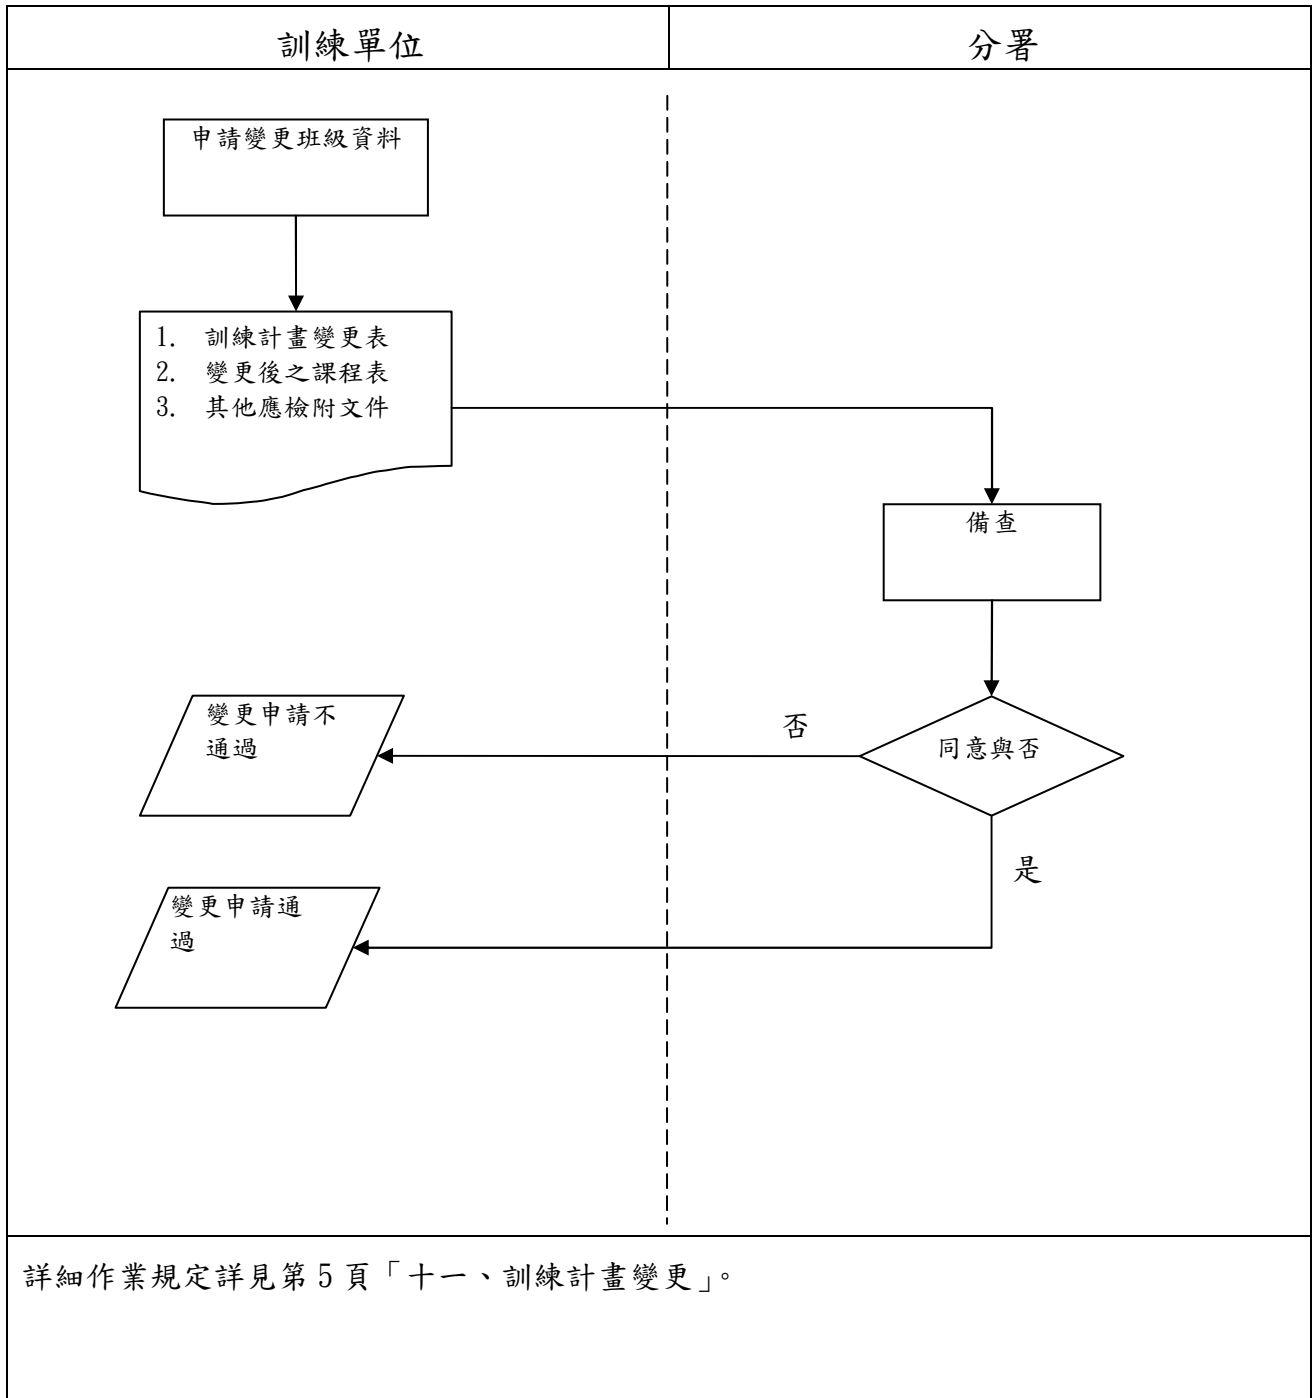 訓練單位
分署
申請變更班級資料
1. 訓練計畫變更表
2. 變更後之課程表
3. 其他應檢附文件
備查
同意與否
否
變更申請不
通過
是
變更申請通
過
詳細作業規定詳見第 5 頁「十一、訓練計畫變更」。